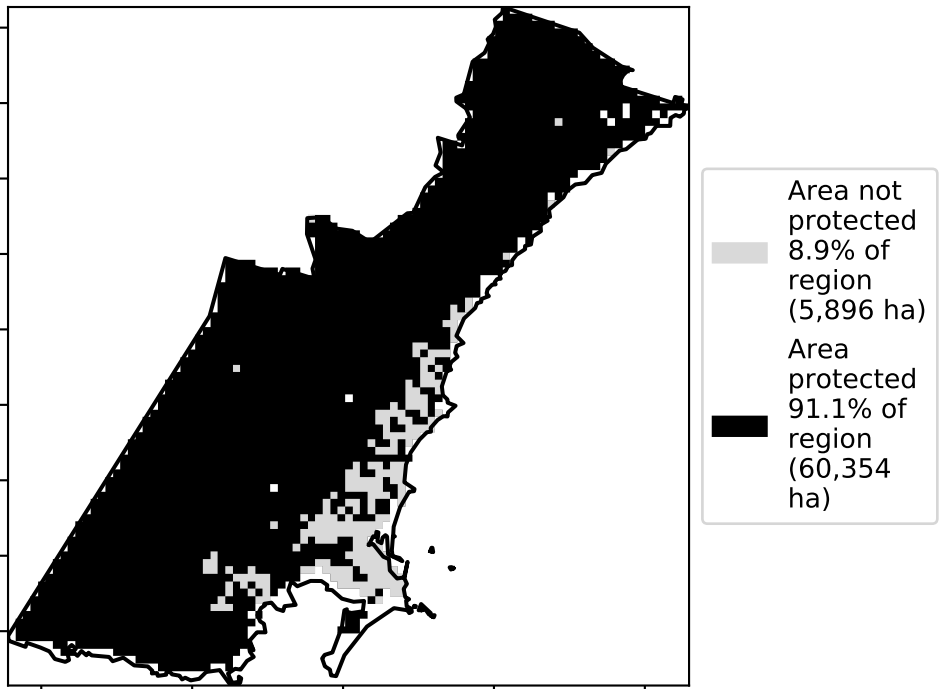 Area not
protected
8.9% of
region
(5,896 ha)
Area
protected
91.1% of
region
(60,354
ha)